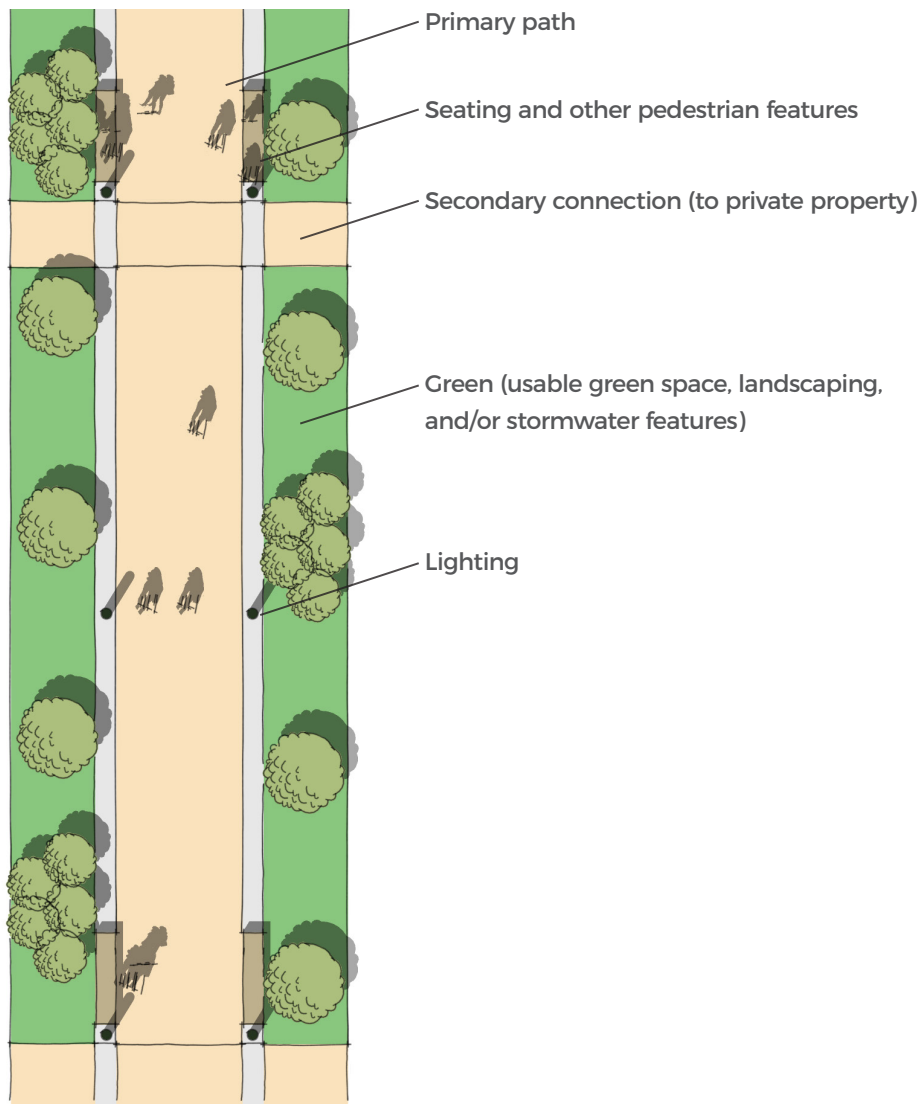 Primary path
Seating and other pedestrian features
Secondary connection (to private property)
Green (usable green space, landscaping,
and/or stormwater features)
Lighting